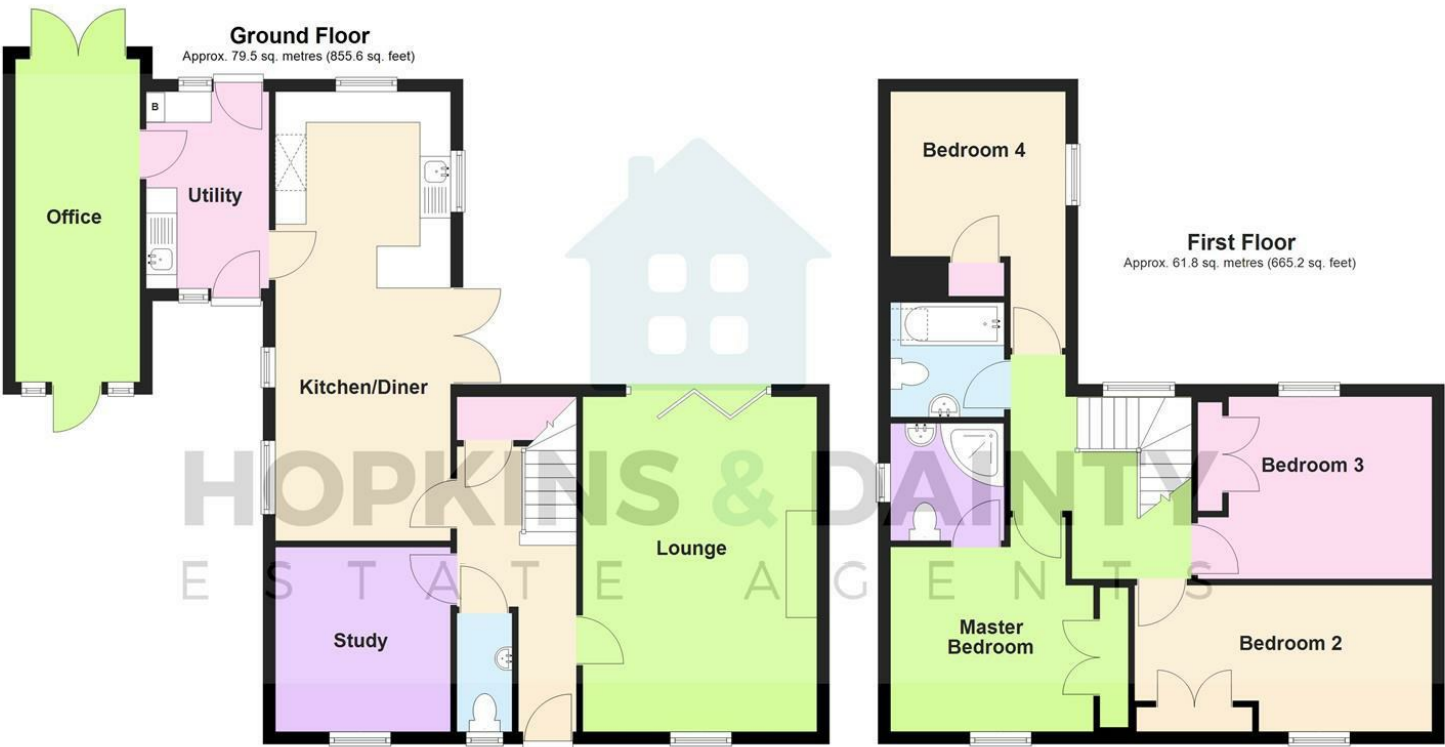 Ground Floor
Approx. 79.5 sq. metres (855.6 sq. feet)
B
Utility
Office
Kitchen/Diner
Lounge
Study
First Floor
Approx. 61.8 sq. metres (665.2 sq. feet)
Bedroom 4
Bedroom 3
Master
Bedroom
Bedroom 2
HOPKINS & DAINTY
ESTATE AGENTS